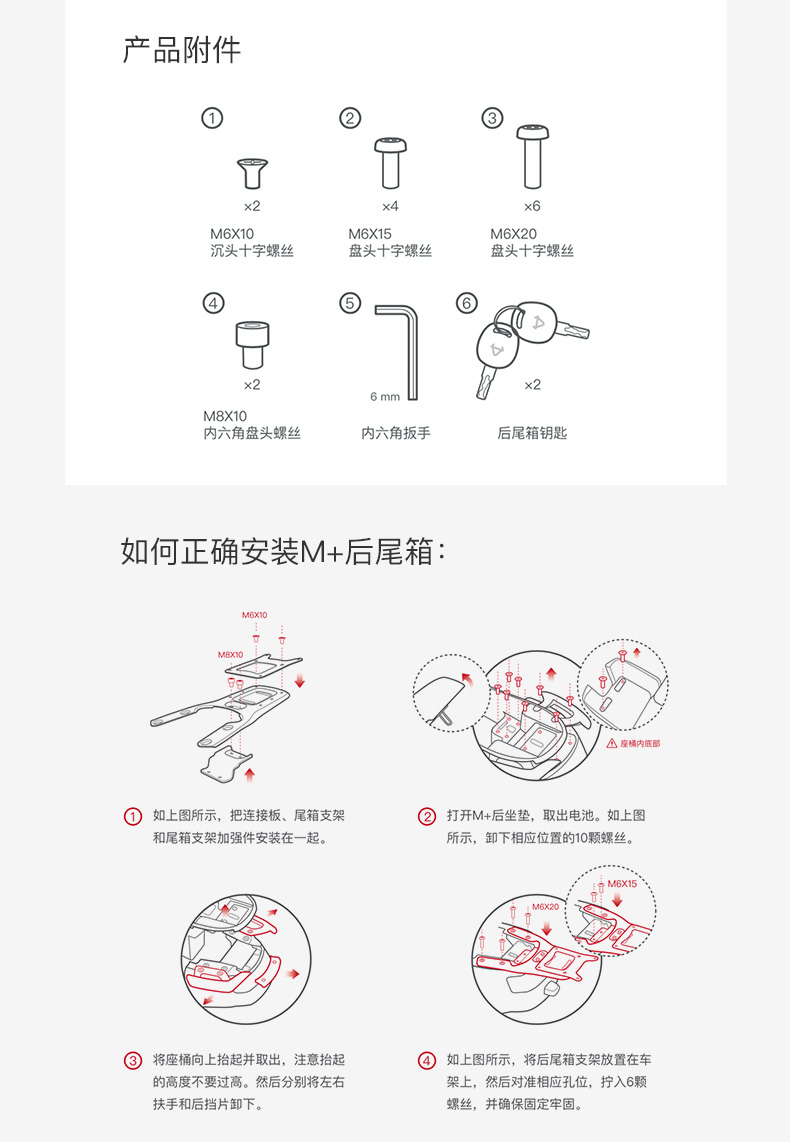 产品附件
1
2
3
×2
×4
×6
M6X10
沉头十字螺丝
M6X15
盘头十字螺丝
M6X20
盘头十字螺丝
4
5
6
×2
6 mm
×2
M8X10
内六角盘头螺丝
内六角扳手
后尾箱钥匙
如何正确安装M+后尾箱：
M6X10
M8X10
座桶内底部
1 如上图所示，把连接板、尾箱支架
和尾箱支架加强件安装在一起。
2 打开M+后坐垫，取出电池。如上图
所示，卸下相应位置的10颗螺丝。
M6X15
M6X20
3 将座桶向上抬起并取出，注意抬起
的高度不要过高。然后分别将左右
扶手和后挡片卸下。
4 如上图所示，将后尾箱支架放置在车
架上，然后对准相应孔位，拧入6颗
螺丝，并确保固定牢固。